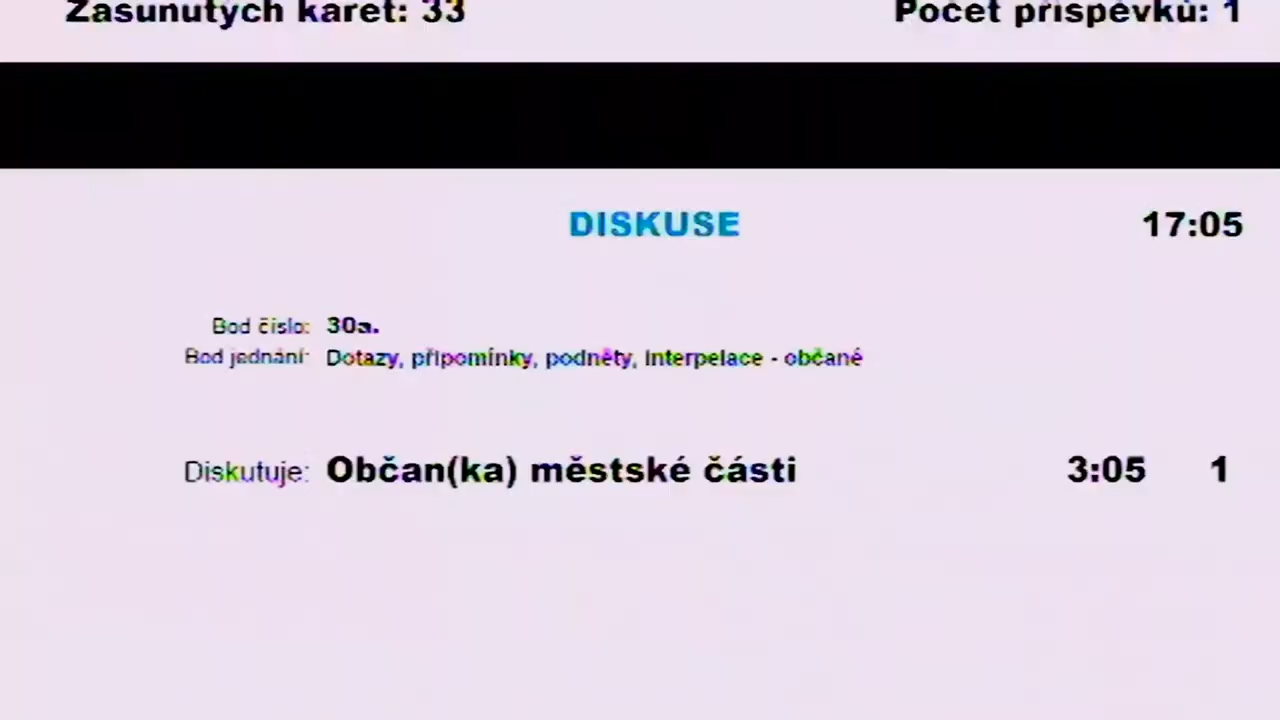 Zasunutých karet: 33 Počet příspěvků: 1
DISKUSE 17:05
Bod číslo: 30a.
Bod jednání: Dotazy, připomínky, podněty, interpelace - občané
Diskutuje: Občan(ka) městské části 3:05 1